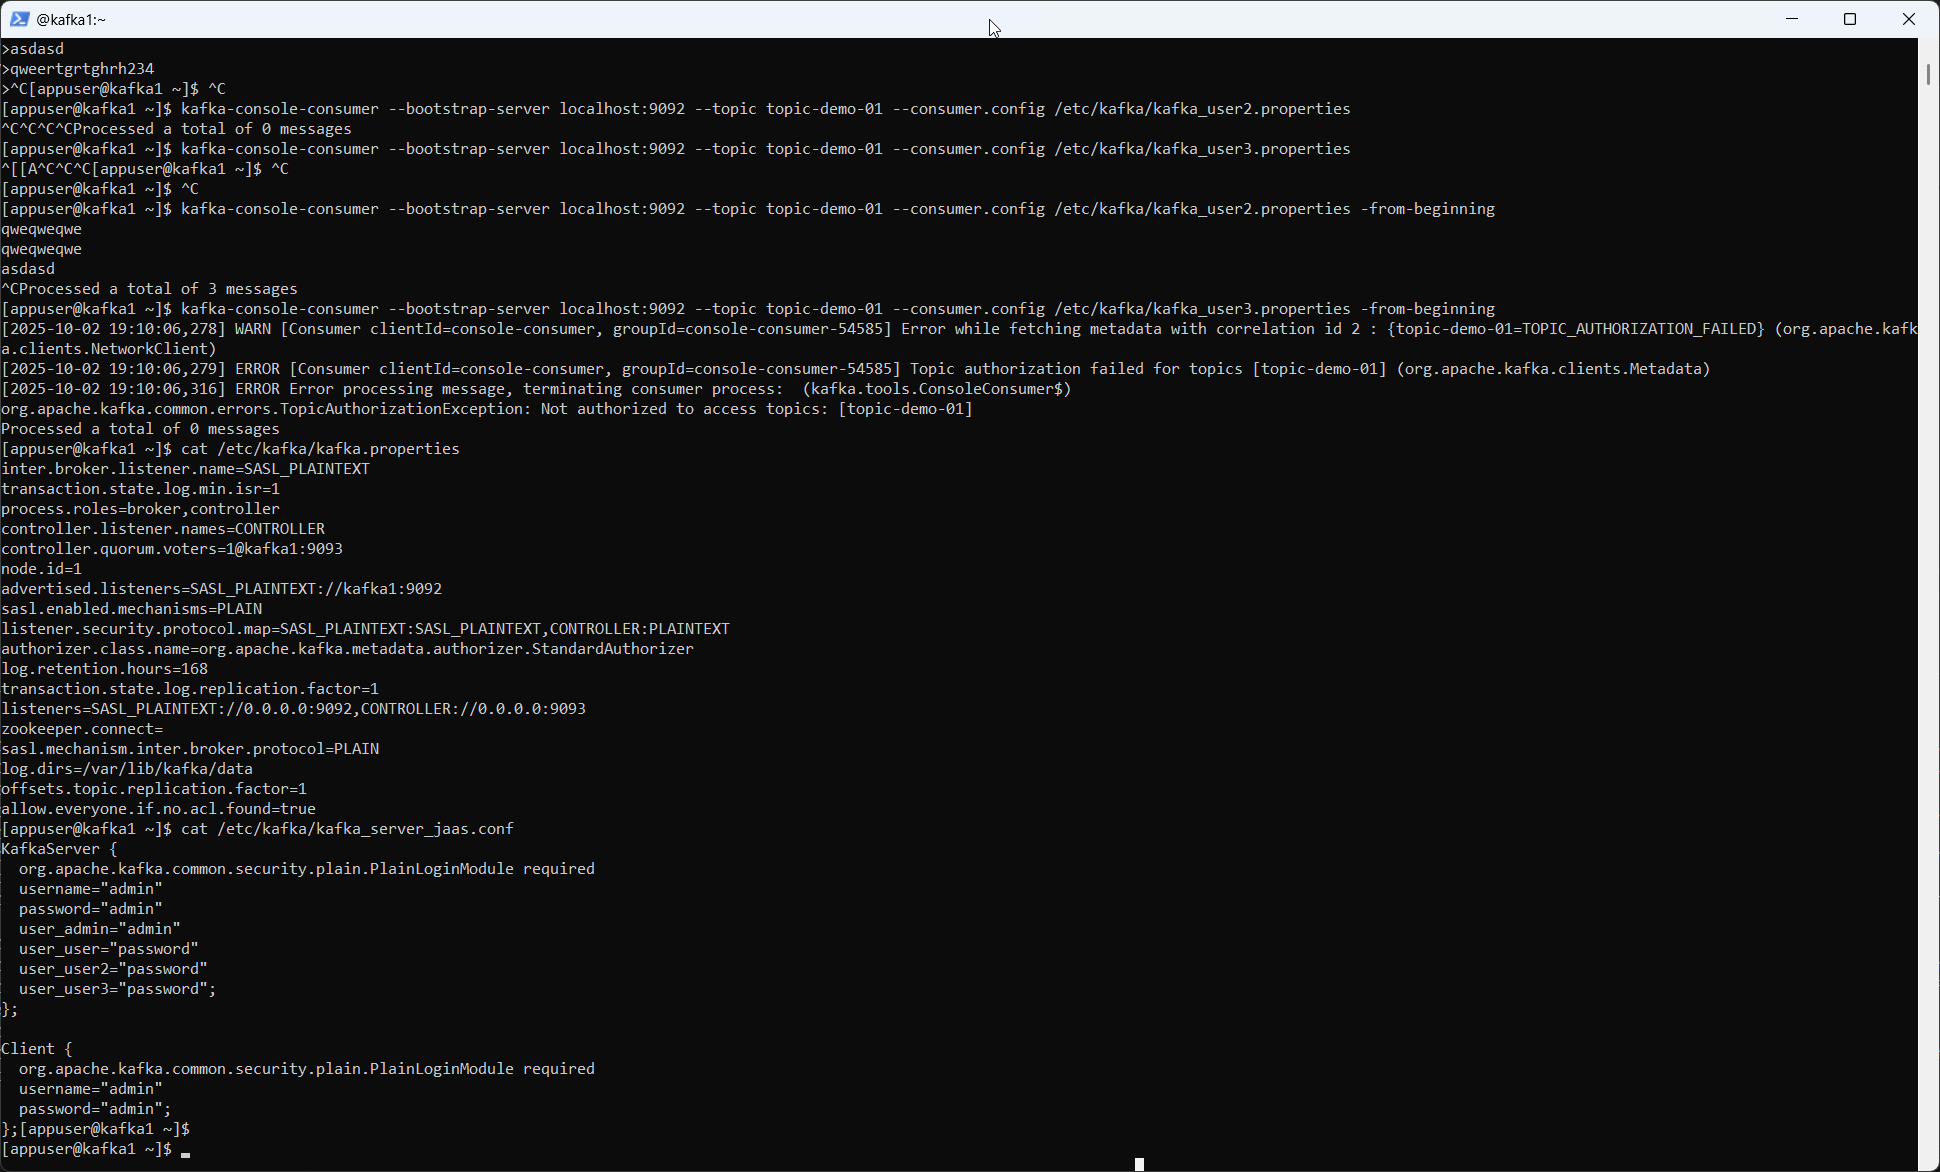 @kafka1:~
>asdasd
>qweertgrtghrh234
>^C[appuser@kafka1 ~]$ ^C
[appuser@kafka1 ~]$ kafka-console-consumer --bootstrap-server localhost:9092 --topic topic-demo-01 --consumer.config /etc/kafka/kafka_user2.properties
^C^C^C^CProcessed a total of 0 messages
[appuser@kafka1 ~]$ kafka-console-consumer --bootstrap-server localhost:9092 --topic topic-demo-01 --consumer.config /etc/kafka/kafka_user3.properties
^[[A^C^C^C[appuser@kafka1 ~]$ ^C
[appuser@kafka1 ~]$ ^C
[appuser@kafka1 ~]$ kafka-console-consumer --bootstrap-server localhost:9092 --topic topic-demo-01 --consumer.config /etc/kafka/kafka_user2.properties -from-beginning
qweqweqwe
qweqweqwe
asdasd
^CProcessed a total of 3 messages
[appuser@kafka1 ~]$ kafka-console-consumer --bootstrap-server localhost:9092 --topic topic-demo-01 --consumer.config /etc/kafka/kafka_user3.properties -from-beginning
[2025-10-02 19:10:06,278] WARN [Consumer clientId=console-consumer, groupId=console-consumer-54585] Error while fetching metadata with correlation id 2 : {topic-demo-01=TOPIC_AUTHORIZATION_FAILED} (org.apache.kafk
a.clients.NetworkClient)
[2025-10-02 19:10:06,279] ERROR [Consumer clientId=console-consumer, groupId=console-consumer-54585] Topic authorization failed for topics [topic-demo-01] (org.apache.kafka.clients.Metadata)
[2025-10-02 19:10:06,316] ERROR Error processing message, terminating consumer process:  (kafka.tools.ConsoleConsumer$)
org.apache.kafka.common.errors.TopicAuthorizationException: Not authorized to access topics: [topic-demo-01]
Processed a total of 0 messages
[appuser@kafka1 ~]$ cat /etc/kafka/kafka.properties
inter.broker.listener.name=SASL_PLAINTEXT
transaction.state.log.min.isr=1
process.roles=broker,controller
controller.listener.names=CONTROLLER
controller.quorum.voters=1@kafka1:9093
node.id=1
advertised.listeners=SASL_PLAINTEXT://kafka1:9092
sasl.enabled.mechanisms=PLAIN
listener.security.protocol.map=SASL_PLAINTEXT:SASL_PLAINTEXT,CONTROLLER:PLAINTEXT
authorizer.class.name=org.apache.kafka.metadata.authorizer.StandardAuthorizer
log.retention.hours=168
transaction.state.log.replication.factor=1
listeners=SASL_PLAINTEXT://0.0.0.0:9092,CONTROLLER://0.0.0.0:9093
zookeeper.connect=
sasl.mechanism.inter.broker.protocol=PLAIN
log.dirs=/var/lib/kafka/data
offsets.topic.replication.factor=1
allow.everyone.if.no.acl.found=true
[appuser@kafka1 ~]$ cat /etc/kafka/kafka_server_jaas.conf
KafkaServer {
  org.apache.kafka.common.security.plain.PlainLoginModule required
  username="admin"
  password="admin"
  user_admin="admin"
  user_user="password"
  user_user2="password"
  user_user3="password";
};
Client {
  org.apache.kafka.common.security.plain.PlainLoginModule required
  username="admin"
  password="admin";
};[appuser@kafka1 ~]$
[appuser@kafka1 ~]$